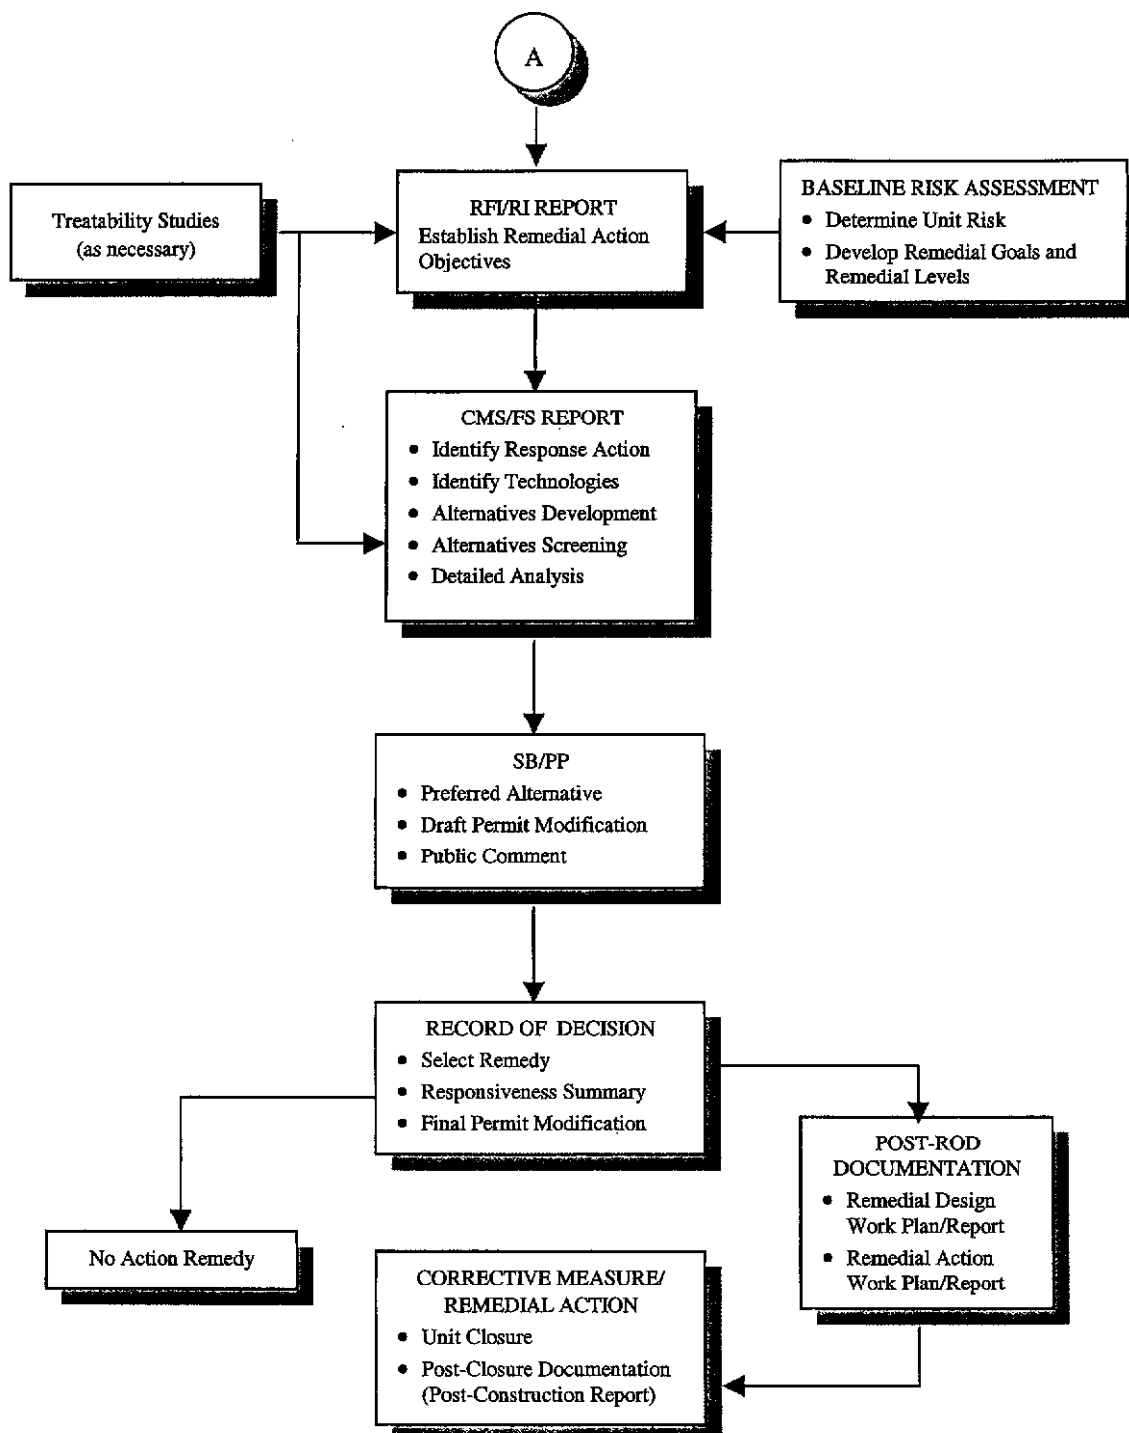 A
Treatability Studies
(as necessary)
RFI/RI REPORT
Establish Remedial Action
Objectives
BASELINE RISK ASSESSMENT
• Determine Unit Risk
• Develop Remedial Goals and
Remedial Levels
CMS/FS REPORT
• Identify Response Action
• Identify Technologies
• Alternatives Development
• Alternatives Screening
• Detailed Analysis
SB/PP
• Preferred Alternative
• Draft Permit Modification
• Public Comment
RECORD OF DECISION
• Select Remedy
• Responsiveness Summary
• Final Permit Modification
No Action Remedy
POST-ROD
DOCUMENTATION
• Remedial Design
Work Plan/Report
• Remedial Action
Work Plan/Report
CORRECTIVE MEASURE/
REMEDIAL ACTION
• Unit Closure
• Post-Closure Documentation
(Post-Construction Report)